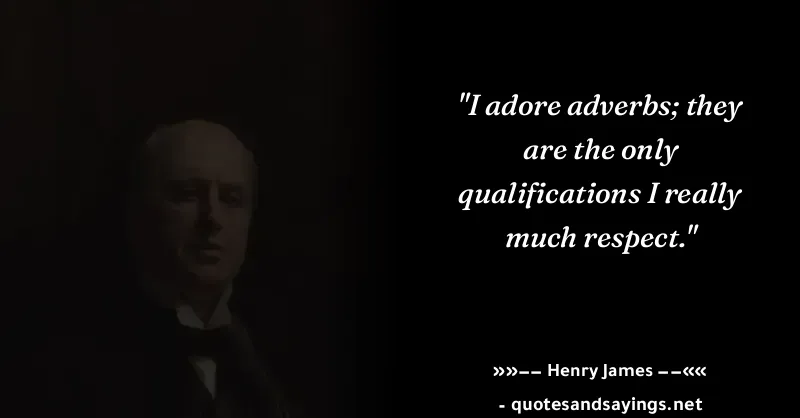 "I adore adverbs; they
are the only
qualifications I really
much respect."
»»−− Henry James −−««
- quotesandsayings.net